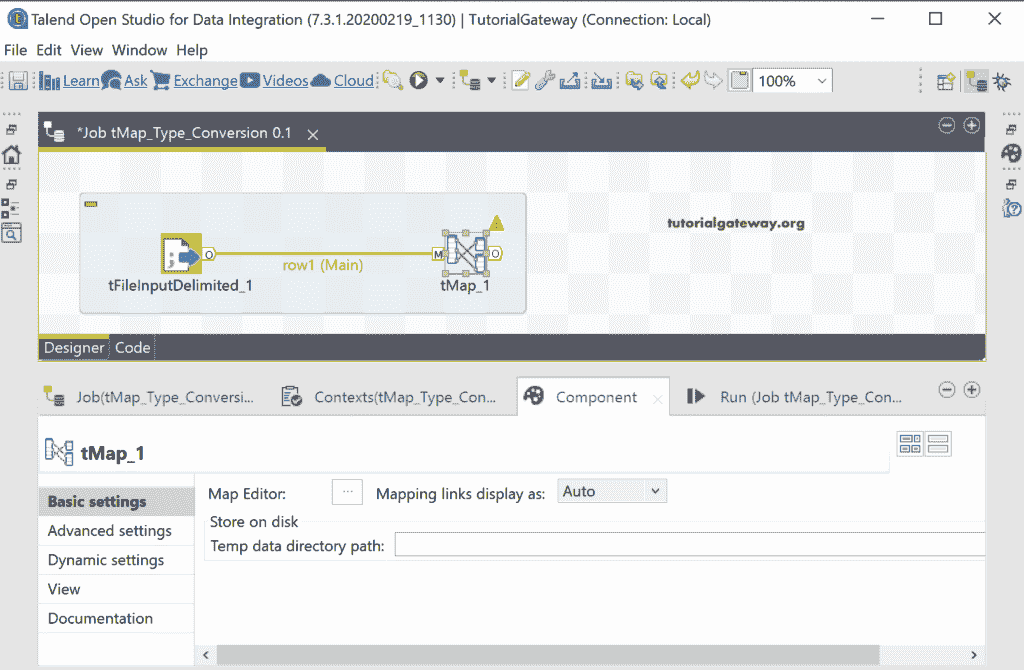 Talend Open Studio for Data Integration (7.3.1.20200219_1130) | TutorialGateway (Connection: Local)
File Edit View Window Help
Learn Ask Exchange Videos Cloud 100%
*Job tMap_Type_Conversion 0.1
tutorialgateway.org
O M O
row1 (Main)
tFileInputDelimited_1 tMap_1
Designer Code
Job(tMap_Type_Conversi... Contexts(tMap_Type_Con... Component Run (Job tMap_Type_Con...
tMap_1
Basic settings
Advanced settings
Dynamic settings
View
Documentation
Map Editor: ... Mapping links display as: Auto
Store on disk
Temp data directory path: